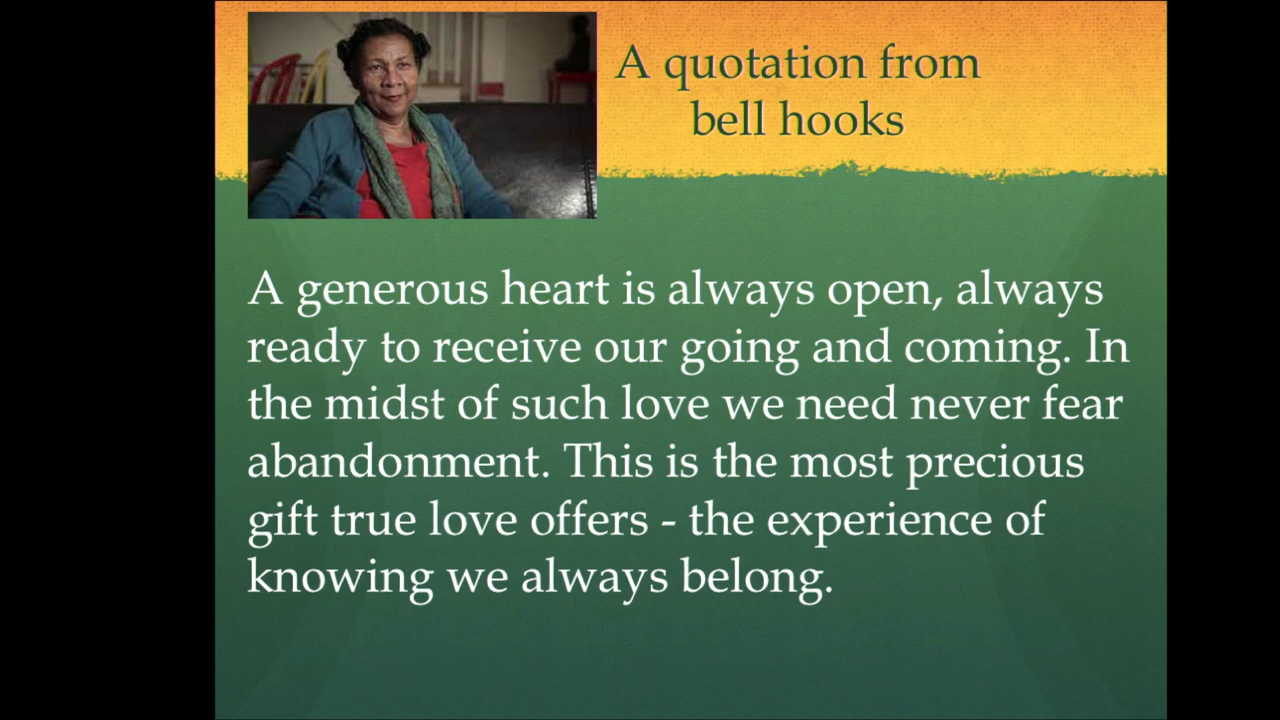 A quotation from
bell hooks
A generous heart is always open, always
ready to receive our going and coming. In
the midst of such love we need never fear
abandonment. This is the most precious
gift true love offers - the experience of
knowing we always belong.